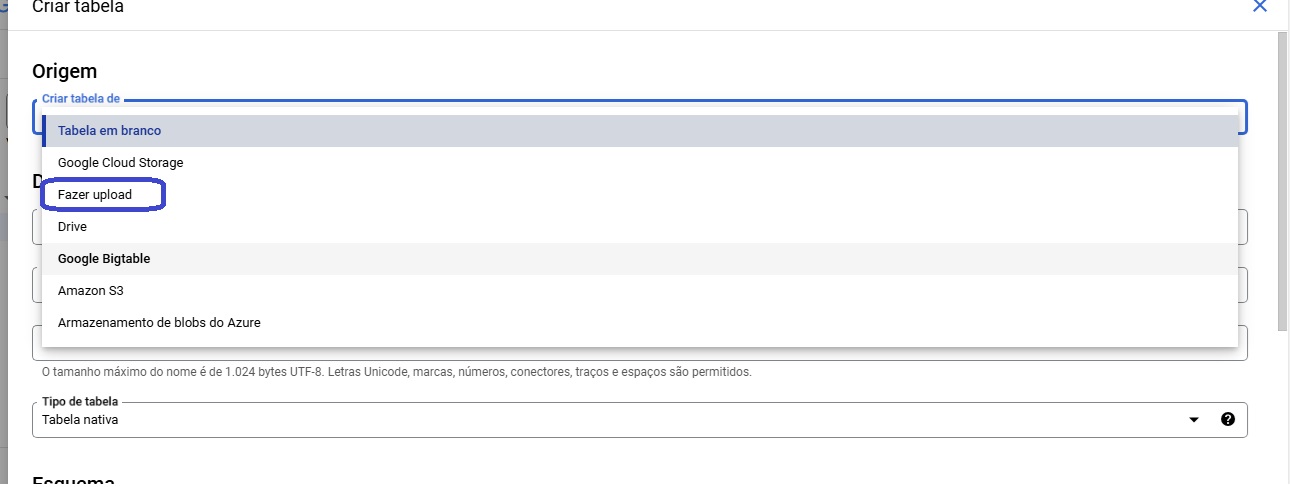 Criar tabela
Origem
Criar tabela de
Tabela em branco
Google Cloud Storage
Fazer upload
Drive
Google Bigtable
Amazon S3
Armazenamento de blobs do Azure
O tamanho máximo do nome é de 1.024 bytes UTF-8. Letras Unicode, marcas, números, conectores, traços e espaços são permitidos.
Tipo de tabela
Tabela nativa
Esquema